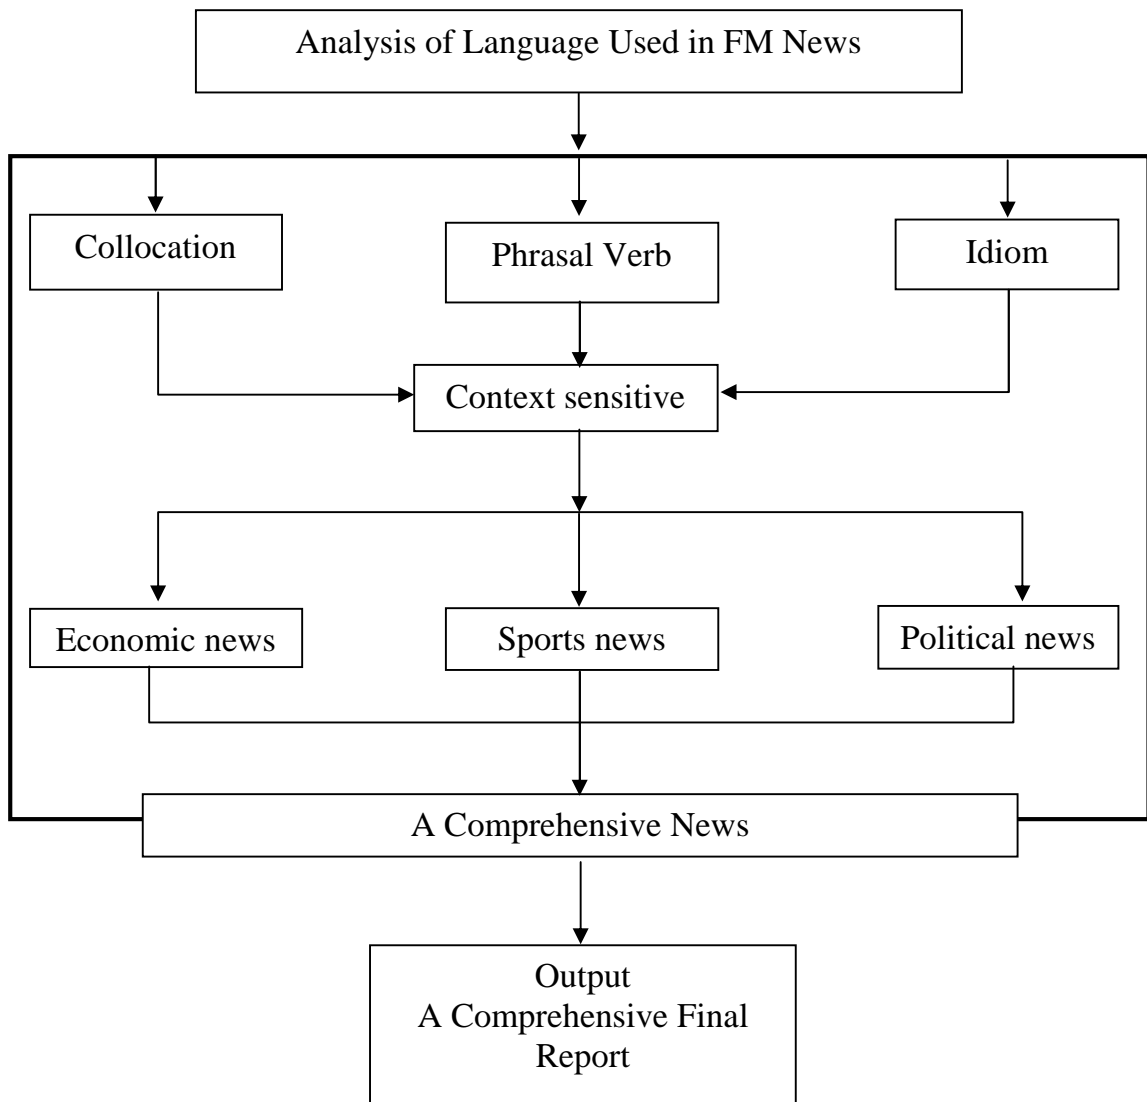 Analysis of Language Used in FM News
Collocation
Phrasal Verb
Idiom
Context sensitive
Economic news
Sports news
Political news
A Comprehensive News
Output
A Comprehensive Final
Report